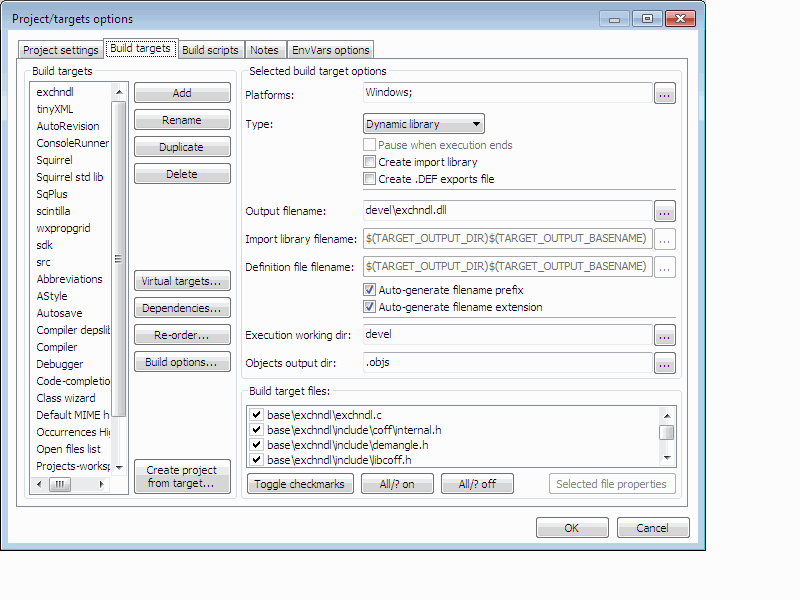 Project/targets options
Project settings
Build targets
Build scripts
Notes
EnvVars options
Build targets
exchndl
tinyXML
AutoRevision
ConsoleRunner
Squirrel
Squirrel std lib
SqPlus
scintilla
wxpropgrid
sdk
src
Abbreviations
AStyle
Autosave
Compiler depslib
Compiler
Debugger
Code-completio
Class wizard
Default MIME h
Occurrences Hi
Open files list
Projects-worksp
Add
Rename
Duplicate
Delete
Virtual targets...
Dependencies...
Re-order...
Build options...
Create project
from target...
Selected build target options
Platforms: Windows; ...
Type: Dynamic library
Pause when execution ends
Create import library
Create .DEF exports file
Output filename: devel\exchndl.dll ...
Import library filename: $(TARGET_OUTPUT_DIR)$(TARGET_OUTPUT_BASENAME) ...
Definition file filename: $(TARGET_OUTPUT_DIR)$(TARGET_OUTPUT_BASENAME) ...
Auto-generate filename prefix
Auto-generate filename extension
Execution working dir: devel ...
Objects output dir: .objs ...
Build target files:
base\exchndl\exchndl.c
base\exchndl\include\coff\internal.h
base\exchndl\include\demangle.h
base\exchndl\include\libcoff.h
Toggle checkmarks
All/? on
All/? off
Selected file properties
OK
Cancel